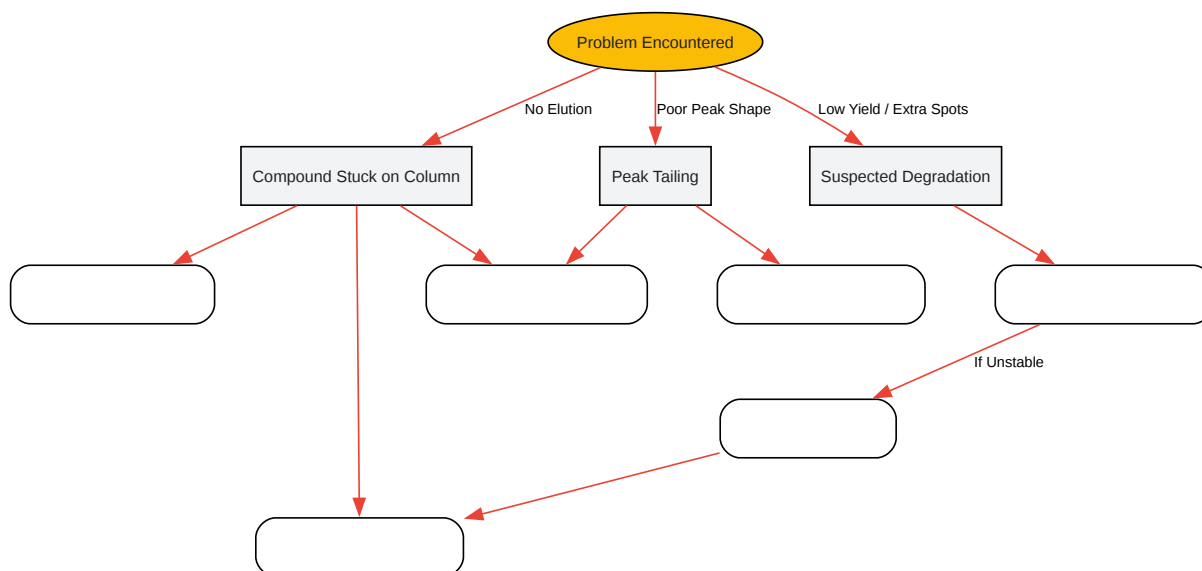 Problem Encountered
No Elution
Poor Peak Shape
Low Yield / Extra Spots
Compound Stuck on Column
Peak Tailing
Suspected Degradation
If Unstable